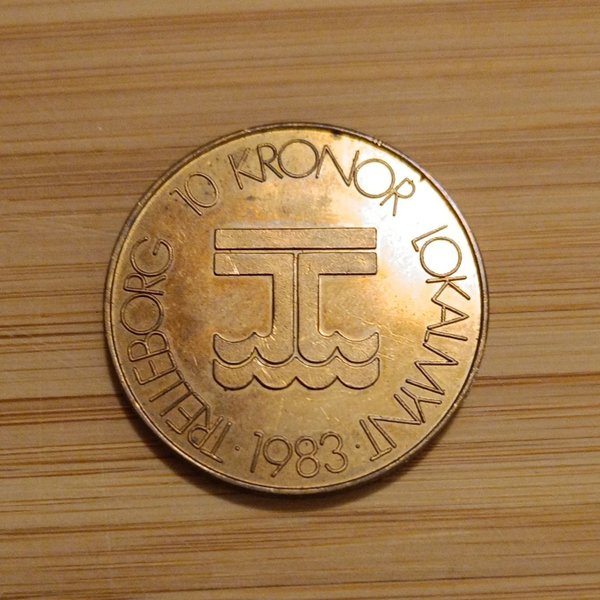 TRELLEBORG 10 KRONOR LOKALMYNT
· 1983 ·